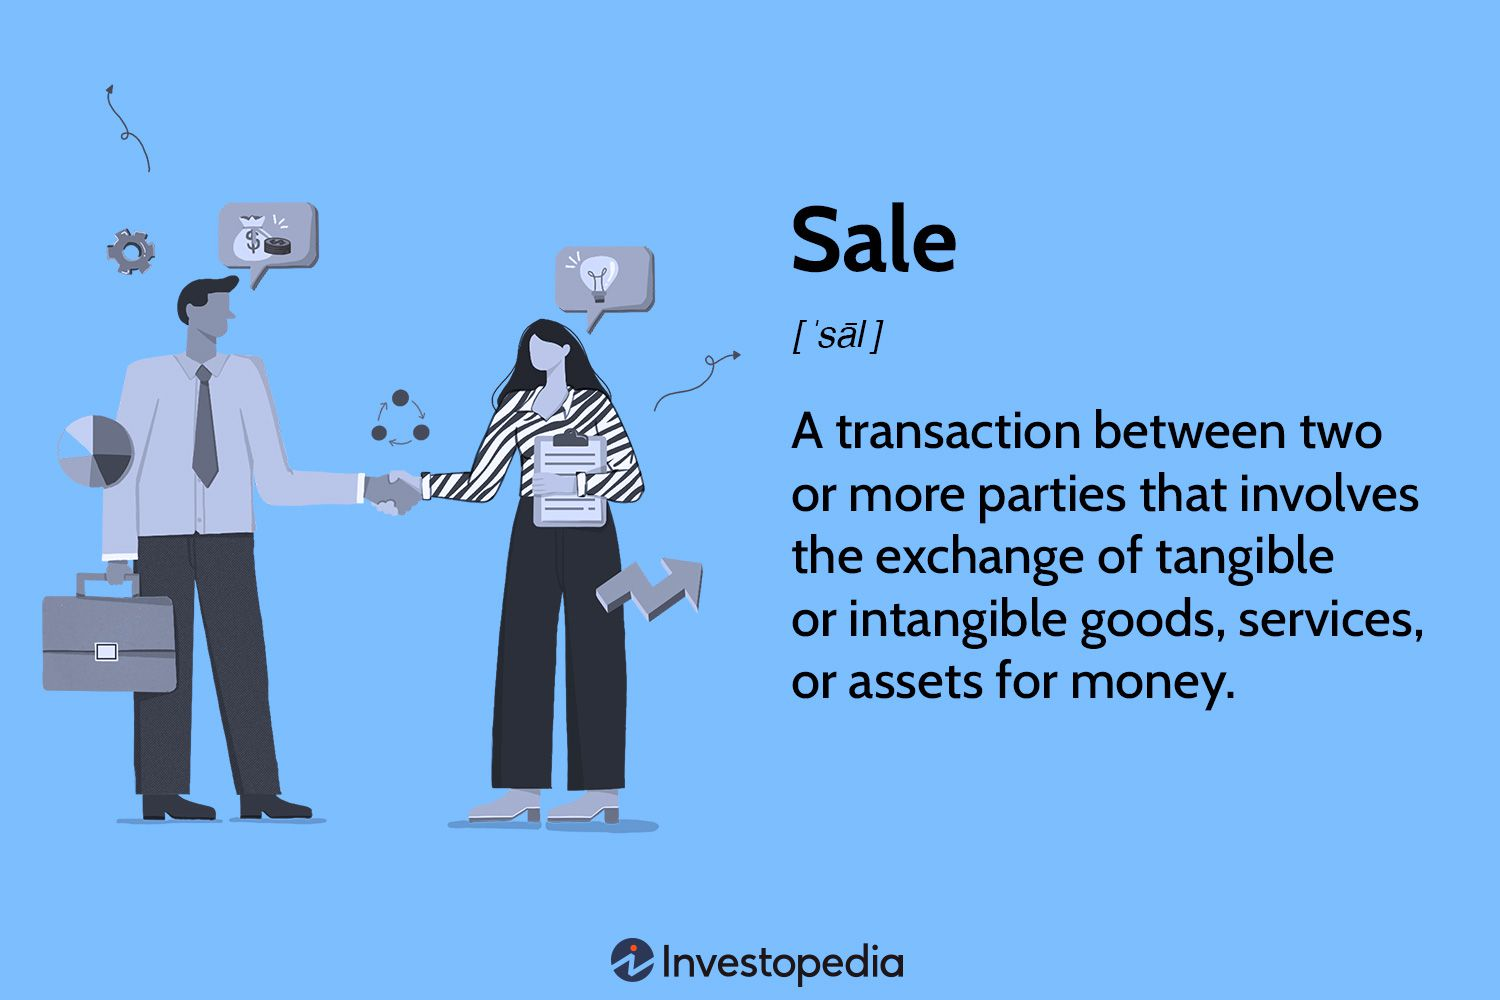 Sale
[ ˈsāl ]
A transaction between two
or more parties that involves
the exchange of tangible
or intangible goods, services,
or assets for money.
$
Investopedia